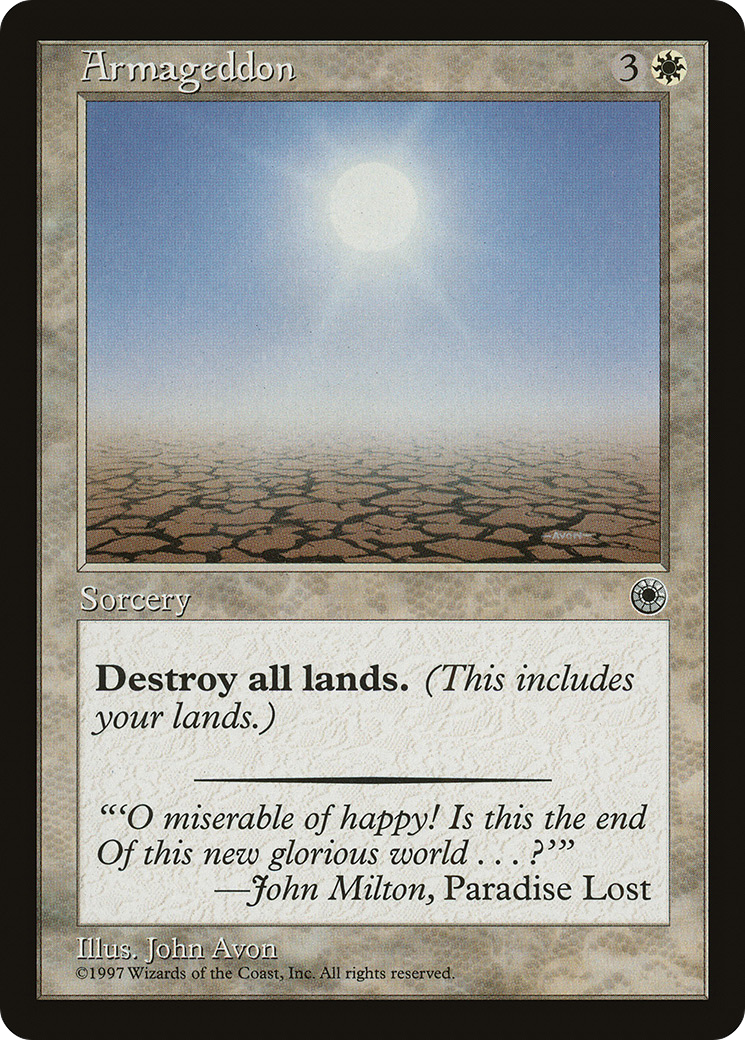 Armageddon 3
-AVON-
Sorcery
Destroy all lands. (This includes
your lands.)
“‘O miserable of happy! Is this the end
Of this new glorious world . . . ?’”
—John Milton, Paradise Lost
Illus. John Avon
©1997 Wizards of the Coast, Inc. All rights reserved.